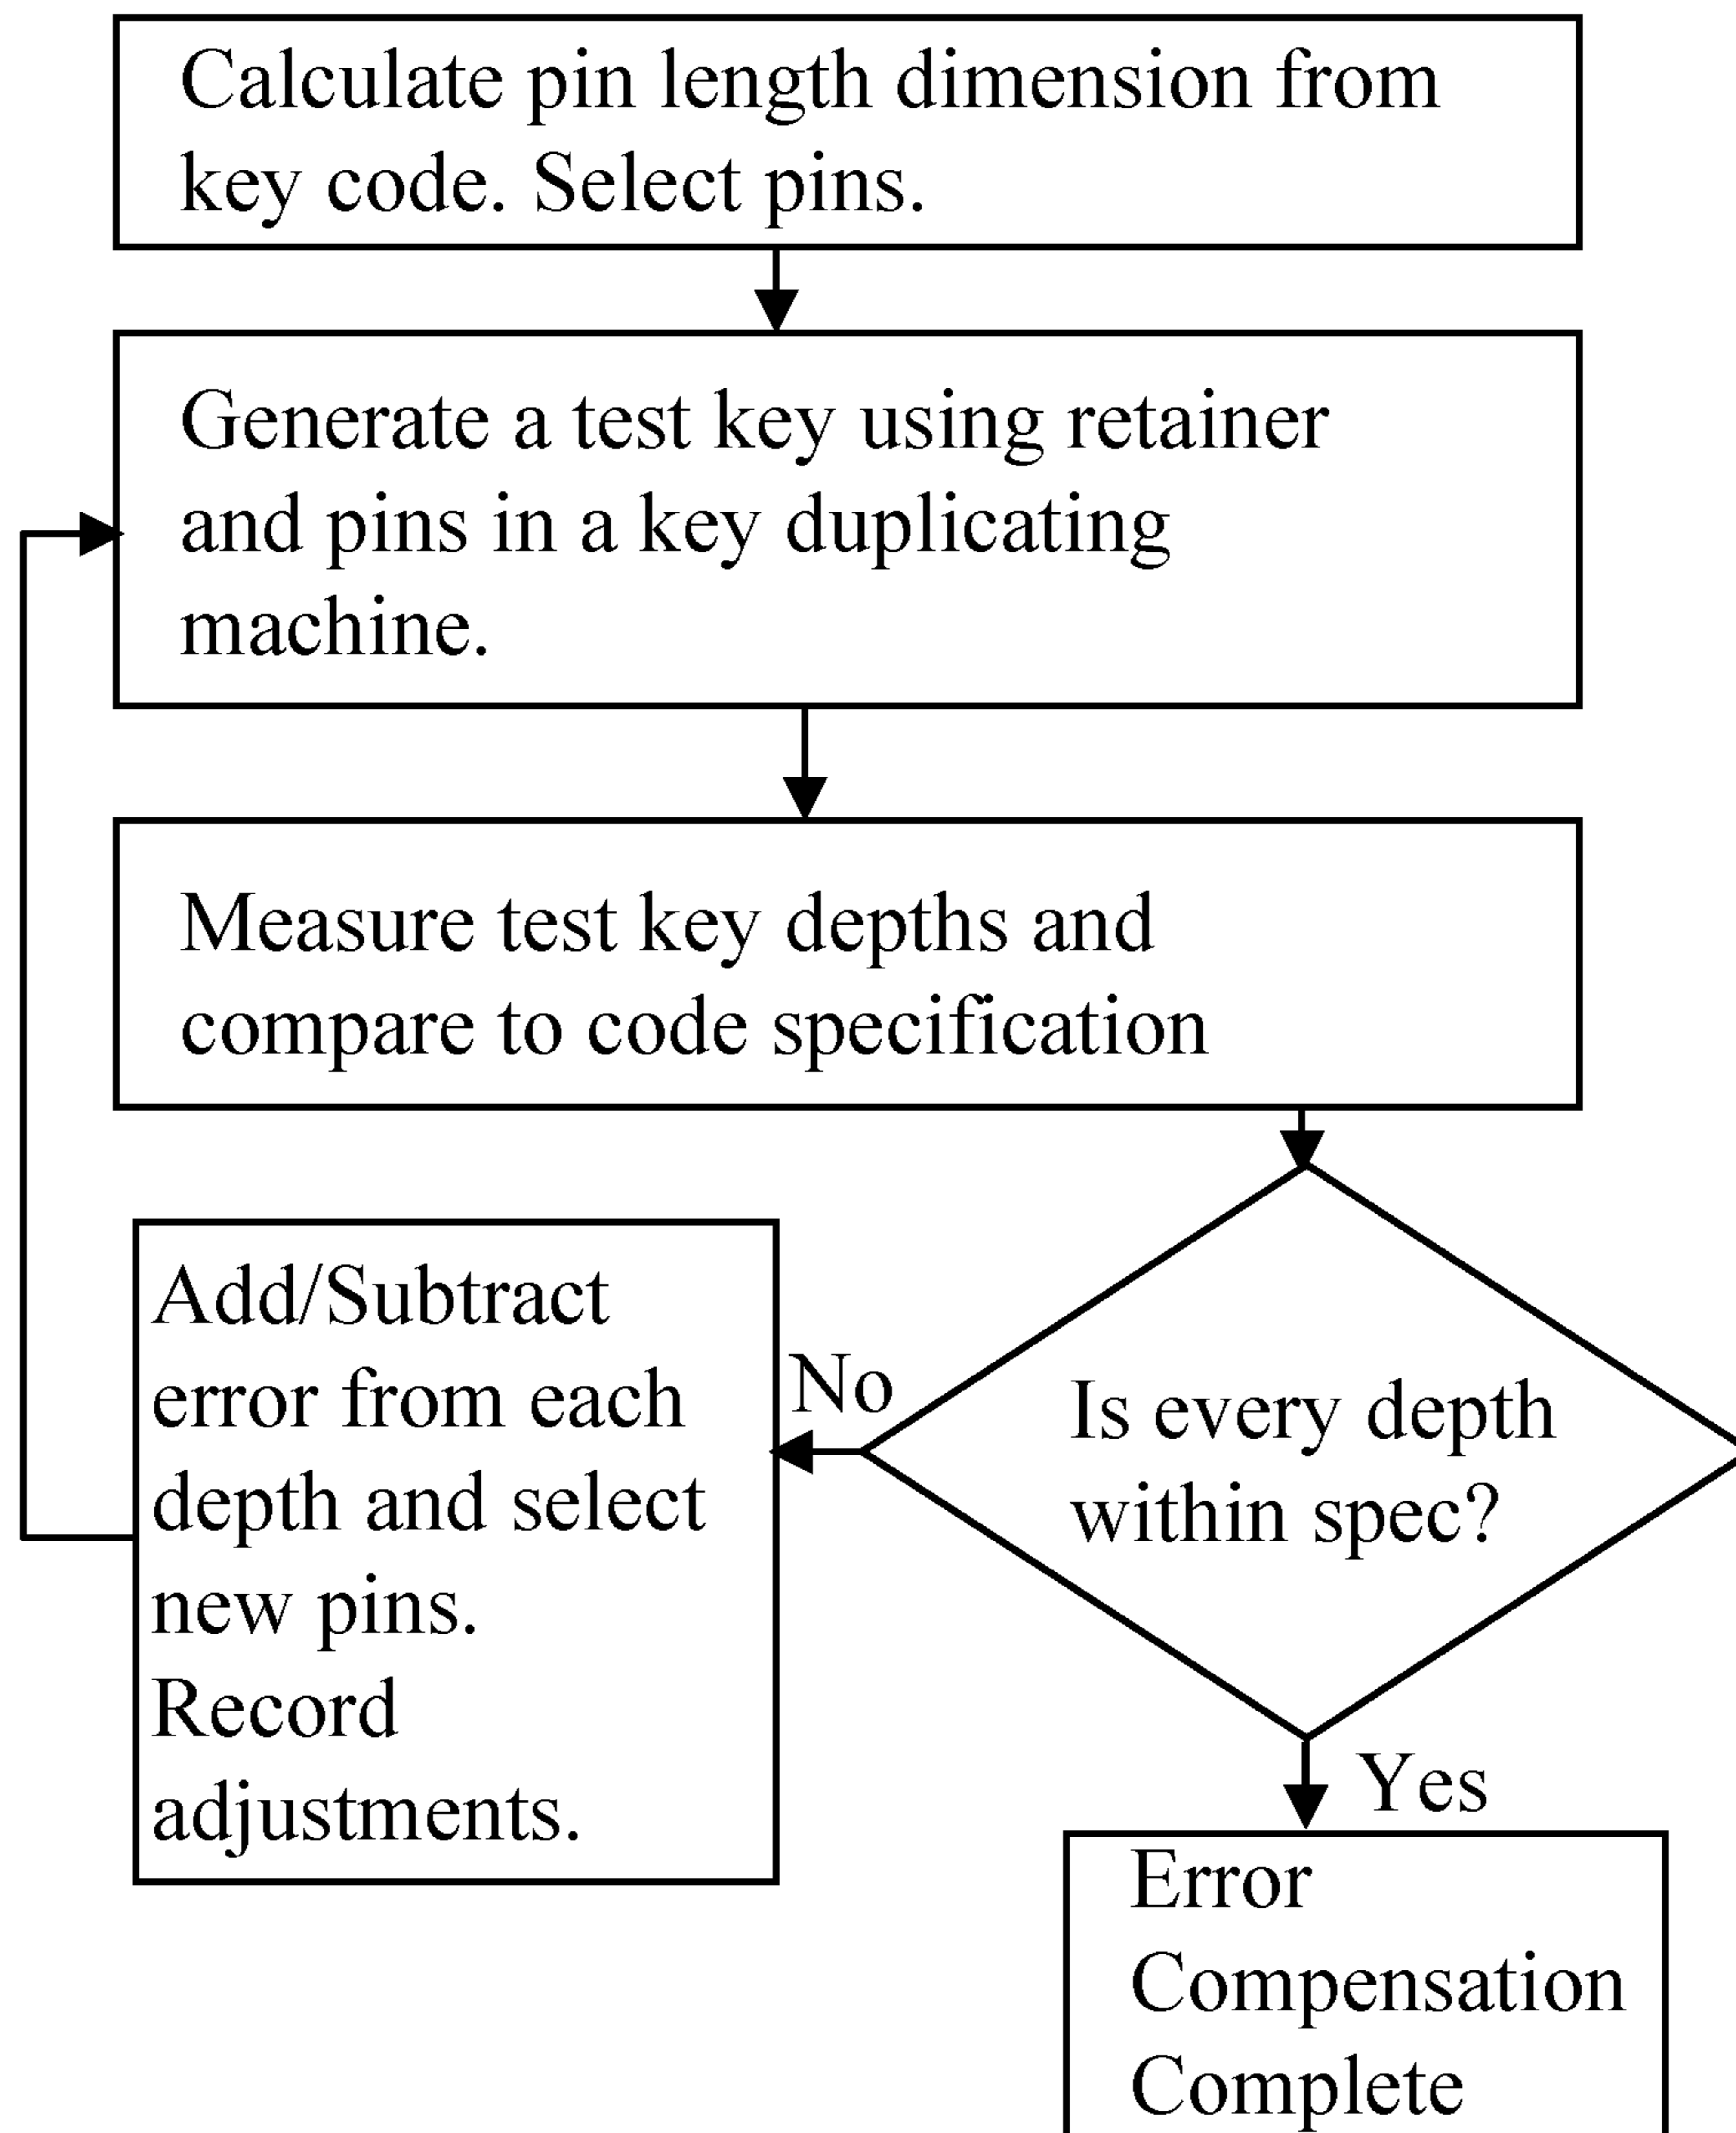 Calculate pin length dimension from
key code. Select pins.
Generate a test key using retainer
and pins in a key duplicating
machine.
Measure test key depths and
compare to code specification
Is every depth
within spec?
No
Add/Subtract
error from each
depth and select
new pins.
Record
adjustments.
Yes
Error
Compensation
Complete